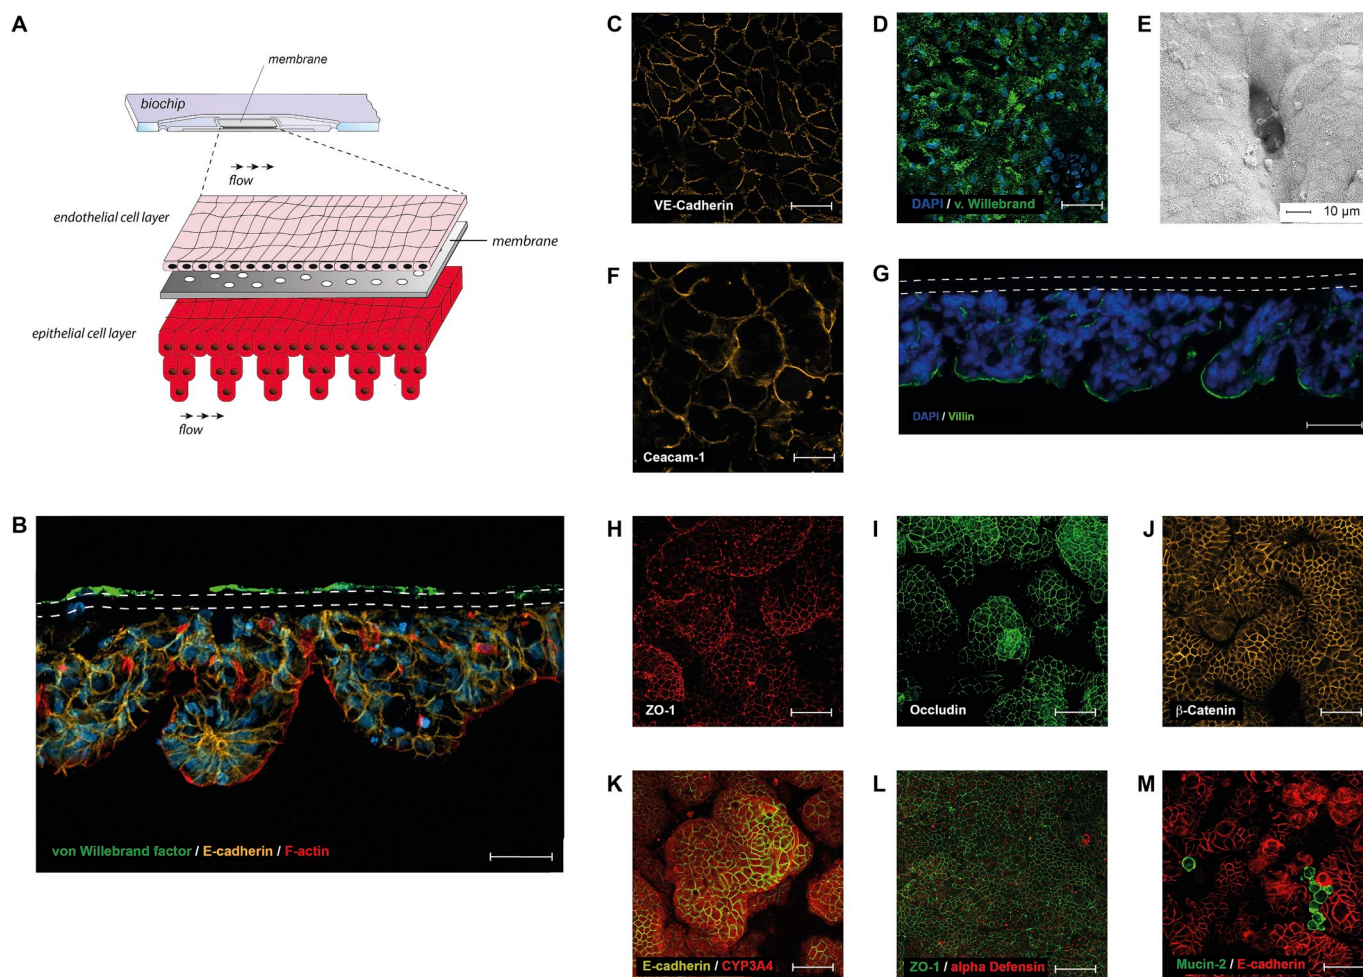 A
membrane
biochip
flow
endothelial cell layer
membrane
epithelial cell layer
flow
B
von Willebrand factor / E-cadherin / F-actin
C
VE-Cadherin
D
DAPI / v. Willebrand
E
10 µm
F
Ceacam-1
G
DAPI / Villin
H
ZO-1
I
Occludin
J
β-Catenin
K
E-cadherin / CYP3A4
L
ZO-1 / alpha Defensin
M
Mucin-2 / E-cadherin